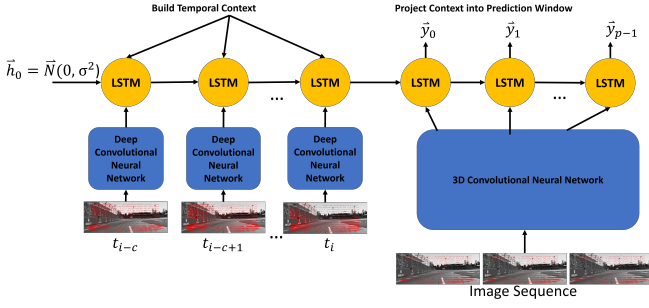 Build Temporal Context
Project Context into Prediction Window
h⃗₀ = N⃗(0, σ²)
y⃗₀
y⃗₁
y⃗ₚ₋₁
LSTM
LSTM
...
LSTM
LSTM
LSTM
...
LSTM
Deep
Convolutional
Neural
Network
Deep
Convolutional
Neural
Network
Deep
Convolutional
Neural
Network
3D Convolutional Neural Network
tᵢ₋c
tᵢ₋c₊₁
...
tᵢ
Image Sequence